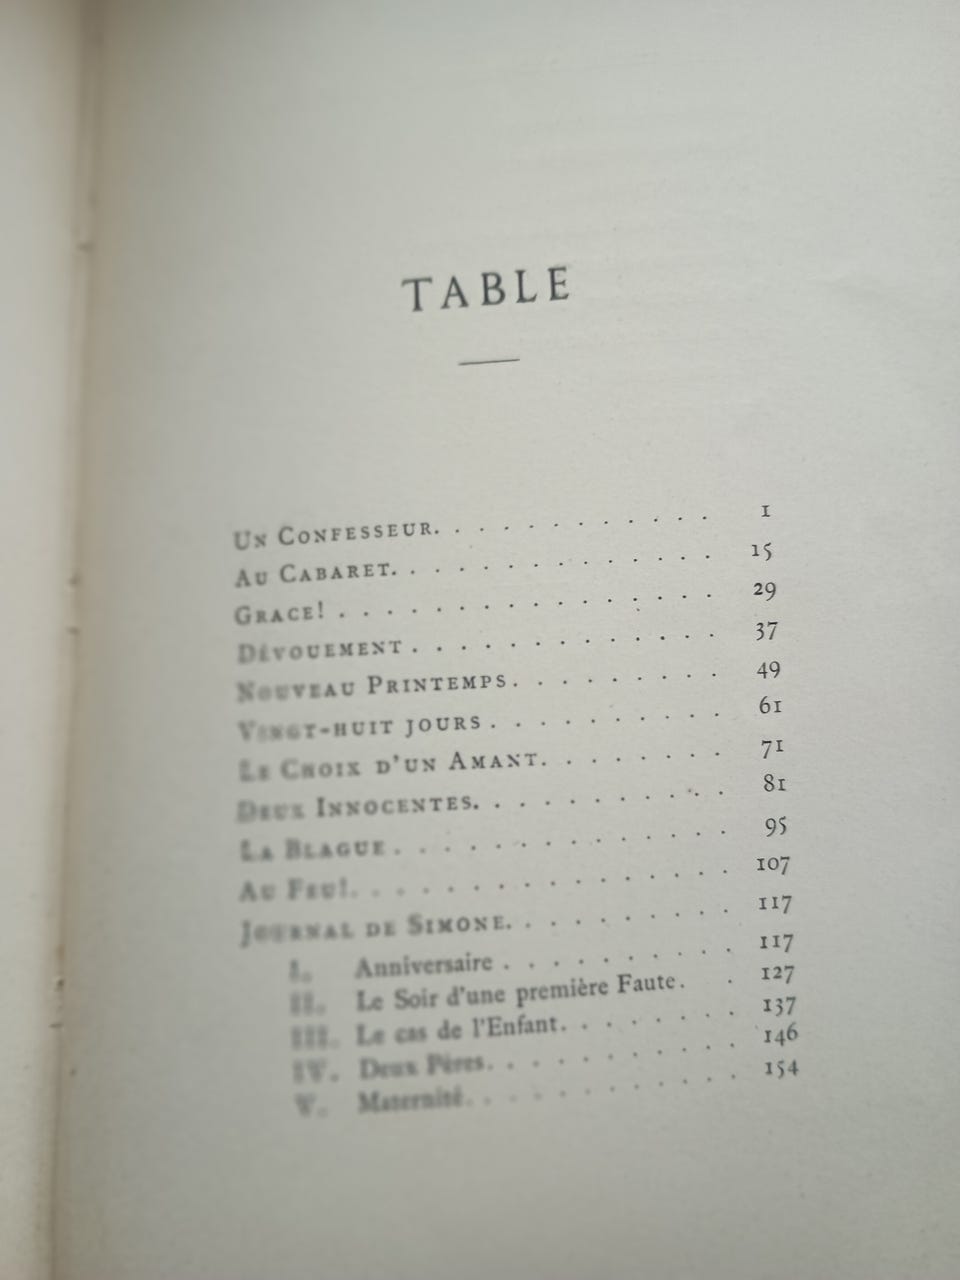 TABLE
UN CONFESSEUR. . . . . . . . . . . . 1
AU CABARET. . . . . . . . . . . . . . 15
GRACE! . . . . . . . . . . . . . . . . 29
DÉVOUEMENT . . . . . . . . . . . . . 37
NOUVEAU PRINTEMPS. . . . . . . . . 49
VINGT-HUIT JOURS . . . . . . . . . . 61
LE CHOIX D'UN AMANT. . . . . . . . 71
DEUX INNOCENTES. . . . . . . . . . . 81
LA BLAGUE . . . . . . . . . . . . . . 95
AU FEU!. . . . . . . . . . . . . . . . 107
JOURNAL DE SIMONE. . . . . . . . . . 117
I. Anniversaire . . . . . . . . . . 117
II. Le Soir d'une première Faute. . 127
III. Le cas de l'Enfant. . . . . . . . 137
IV. Deux Pères. . . . . . . . . . . 146
V. Maternité. . . . . . . . . . . . 154